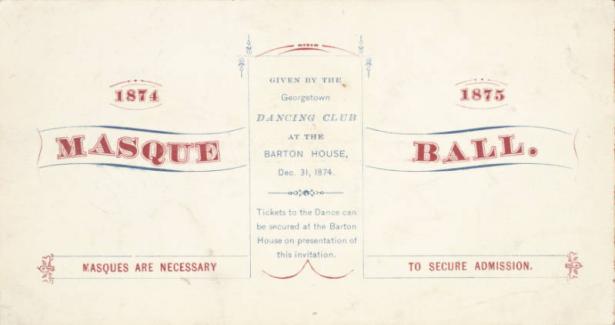 1874
MASQUE
MASQUES ARE NECESSARY
GIVEN BY THE
Georgetown
DANCING CLUB
AT THE
BARTON HOUSE,
Dec. 31, 1874.
Tickets to the Dance can
be secured at the Barton
House on presentation of
this invitation.
1875
BALL.
TO SECURE ADMISSION.